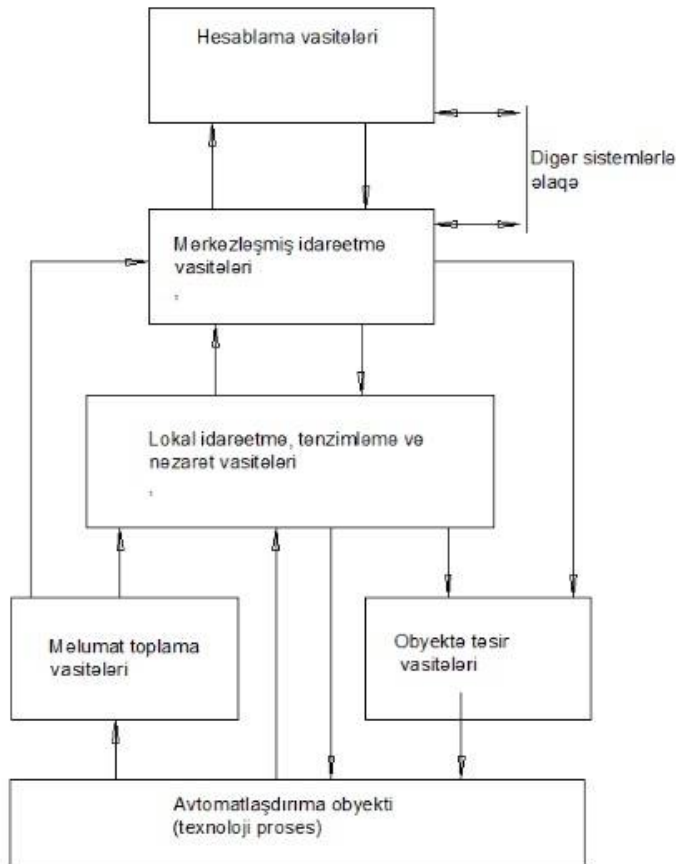 Hesablama vasitələri
Digər sistemlərlə
əlaqə
Mərkəzləşmiş idarəetmə
vasitələri
,
Lokal idarəetmə, tənzimləmə və
nəzarət vasitələri
,
Məlumat toplama
vasitələri
Obyektə təsir
vasitələri
Avtomatlaşdırıma obyekti
(texnoloji proses)